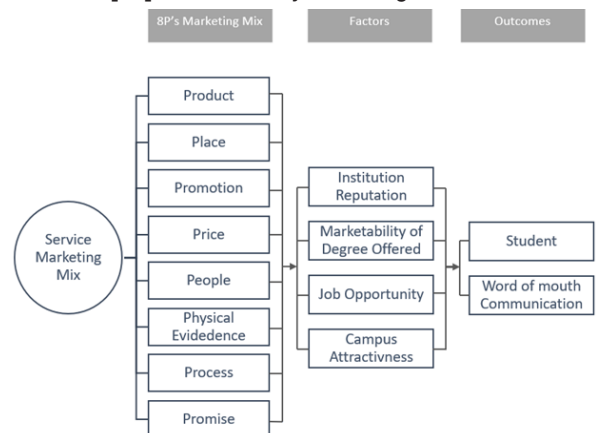 8P's Marketing Mix
Factors
Outcomes
Product
Place
Promotion
Price
People
Physical
Evidedence
Process
Promise
Service
Marketing
Mix
Institution
Reputation
Marketability of
Degree Offered
Job Opportunity
Campus
Attractivness
Student
Word of mouth
Communication